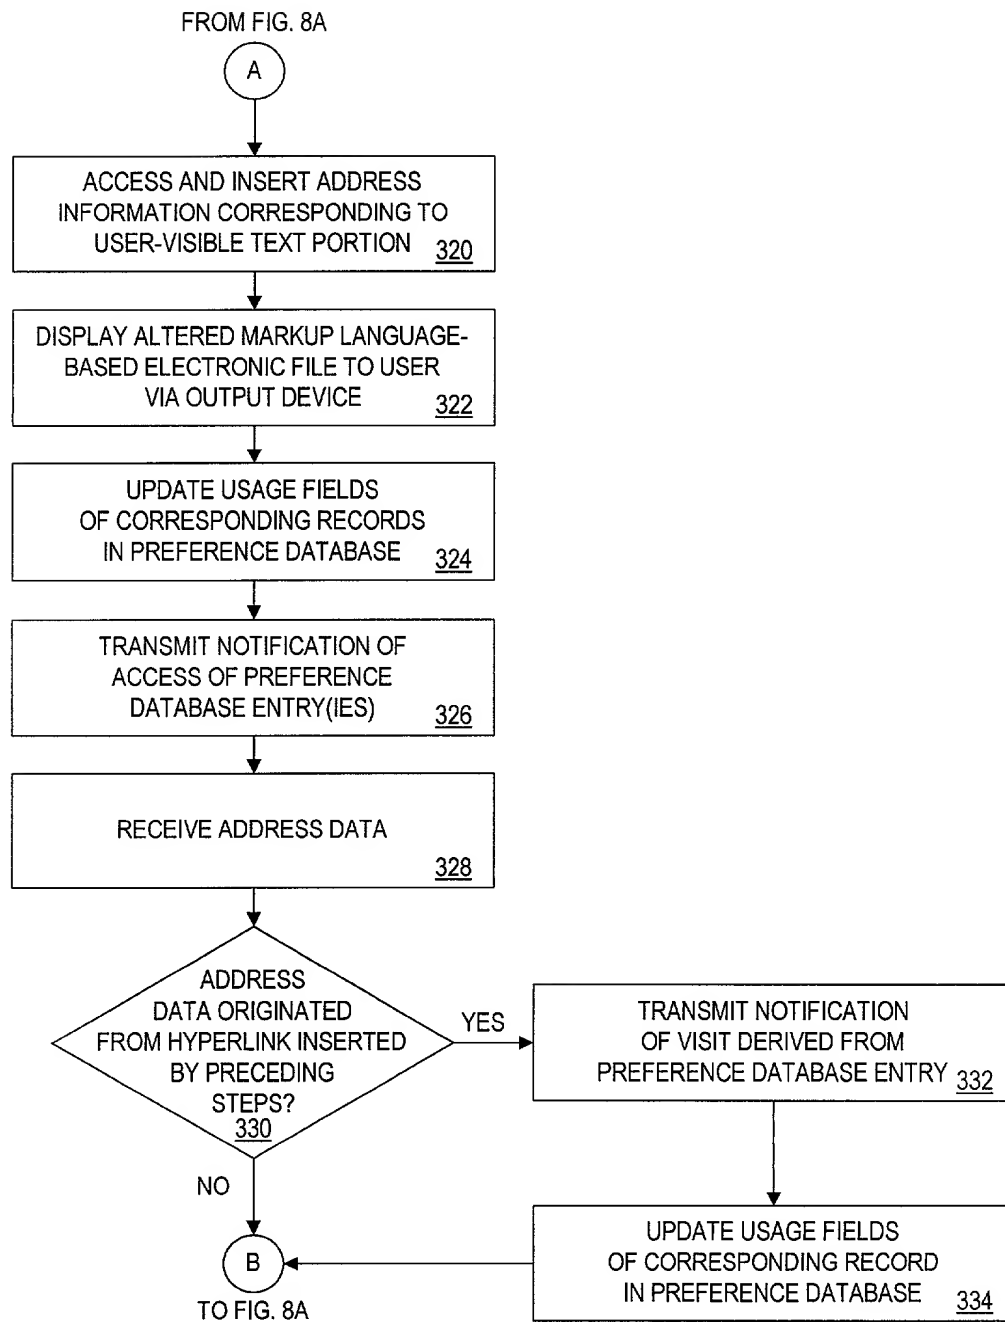 FROM FIG. 8A
A
ACCESS AND INSERT ADDRESS
INFORMATION CORRESPONDING TO
USER-VISIBLE TEXT PORTION
320
DISPLAY ALTERED MARKUP LANGUAGE-
BASED ELECTRONIC FILE TO USER
VIA OUTPUT DEVICE
322
UPDATE USAGE FIELDS
OF CORRESPONDING RECORDS
IN PREFERENCE DATABASE
324
TRANSMIT NOTIFICATION OF
ACCESS OF PREFERENCE
DATABASE ENTRY(IES)
326
RECEIVE ADDRESS DATA
328
ADDRESS
DATA ORIGINATED
FROM HYPERLINK INSERTED
BY PRECEDING
STEPS?
330
YES
TRANSMIT NOTIFICATION
OF VISIT DERIVED FROM
PREFERENCE DATABASE ENTRY
332
NO
UPDATE USAGE FIELDS
OF CORRESPONDING RECORD
IN PREFERENCE DATABASE
334
B
TO FIG. 8A